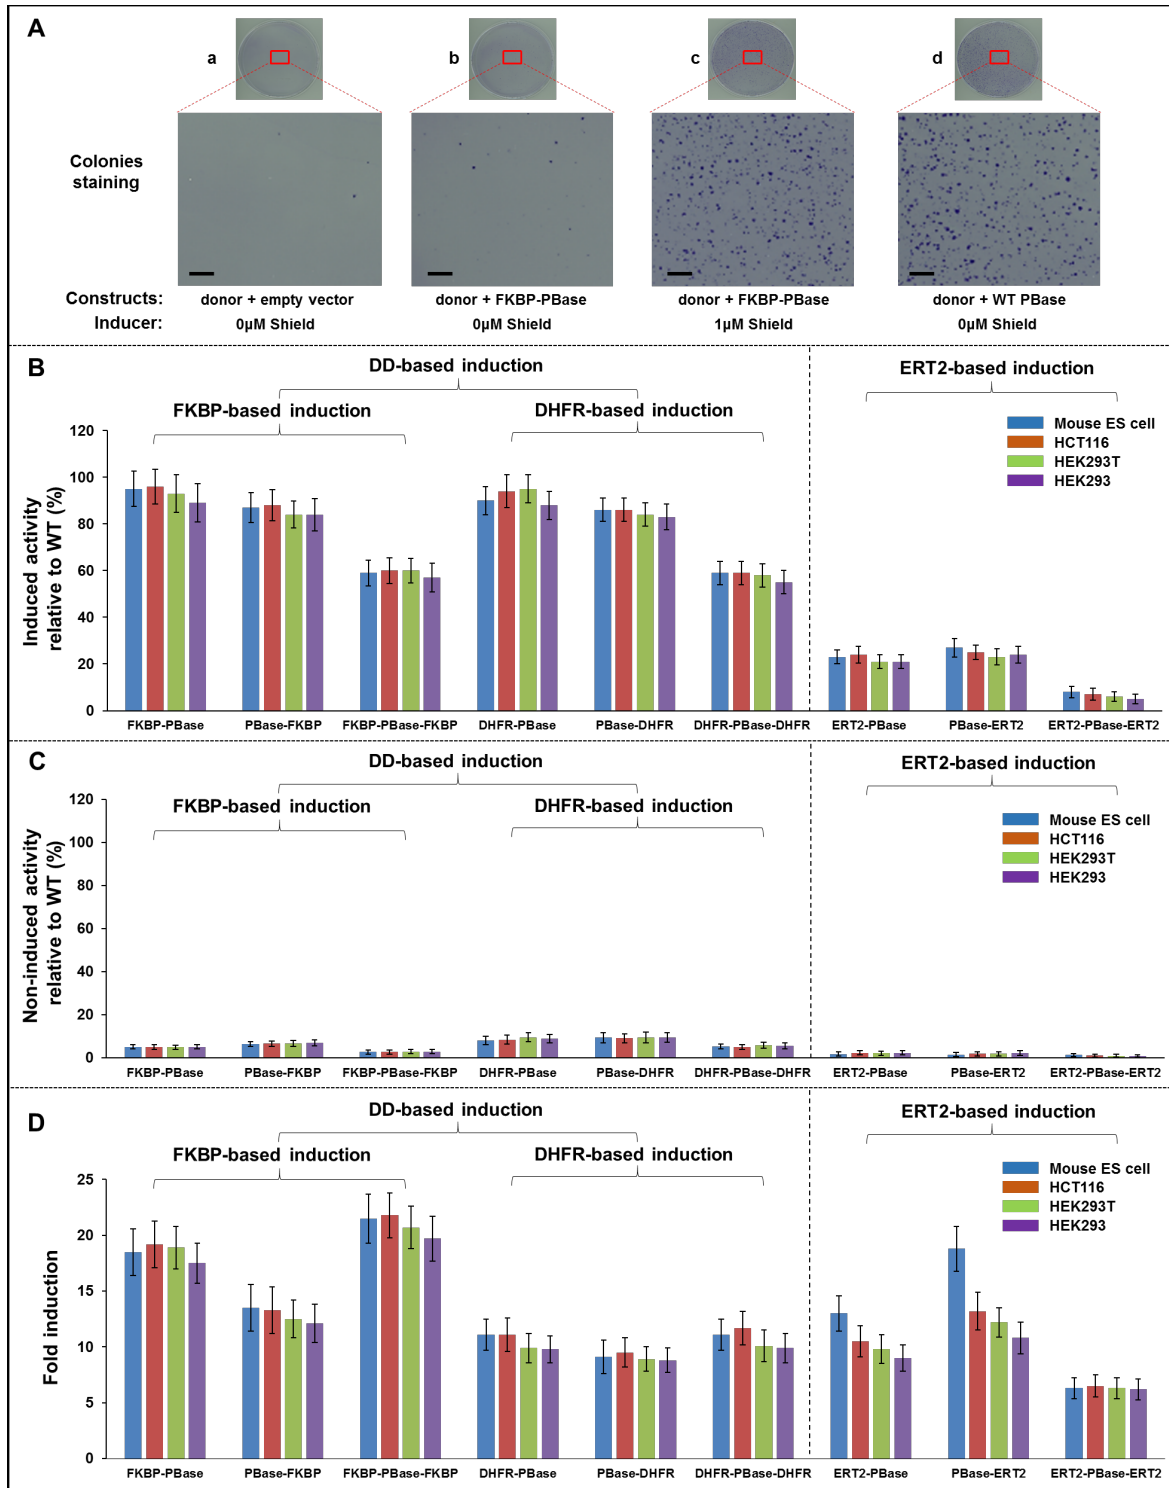 A
a
b
c
d
Colonies
staining
Constructs:
donor + empty vector
donor + FKBP-PBase
donor + FKBP-PBase
donor + WT PBase
Inducer:
0µM Shield
0µM Shield
1µM Shield
0µM Shield
B
DD-based induction
ERT2-based induction
FKBP-based induction
DHFR-based induction
Mouse ES cell
HCT116
HEK293T
HEK293
Induced activity
relative to WT (%)
120
100
80
60
40
20
0
FKBP-PBase
PBase-FKBP
FKBP-PBase-FKBP
DHFR-PBase
PBase-DHFR
DHFR-PBase-DHFR
ERT2-PBase
PBase-ERT2
ERT2-PBase-ERT2
C
DD-based induction
ERT2-based induction
FKBP-based induction
DHFR-based induction
Mouse ES cell
HCT116
HEK293T
HEK293
Non-induced activity
relative to WT (%)
120
100
80
60
40
20
0
FKBP-PBase
PBase-FKBP
FKBP-PBase-FKBP
DHFR-PBase
PBase-DHFR
DHFR-PBase-DHFR
ERT2-PBase
PBase-ERT2
ERT2-PBase-ERT2
D
DD-based induction
ERT2-based induction
FKBP-based induction
DHFR-based induction
Mouse ES cell
HCT116
HEK293T
HEK293
Fold induction
25
20
15
10
5
0
FKBP-PBase
PBase-FKBP
FKBP-PBase-FKBP
DHFR-PBase
PBase-DHFR
DHFR-PBase-DHFR
ERT2-PBase
PBase-ERT2
ERT2-PBase-ERT2